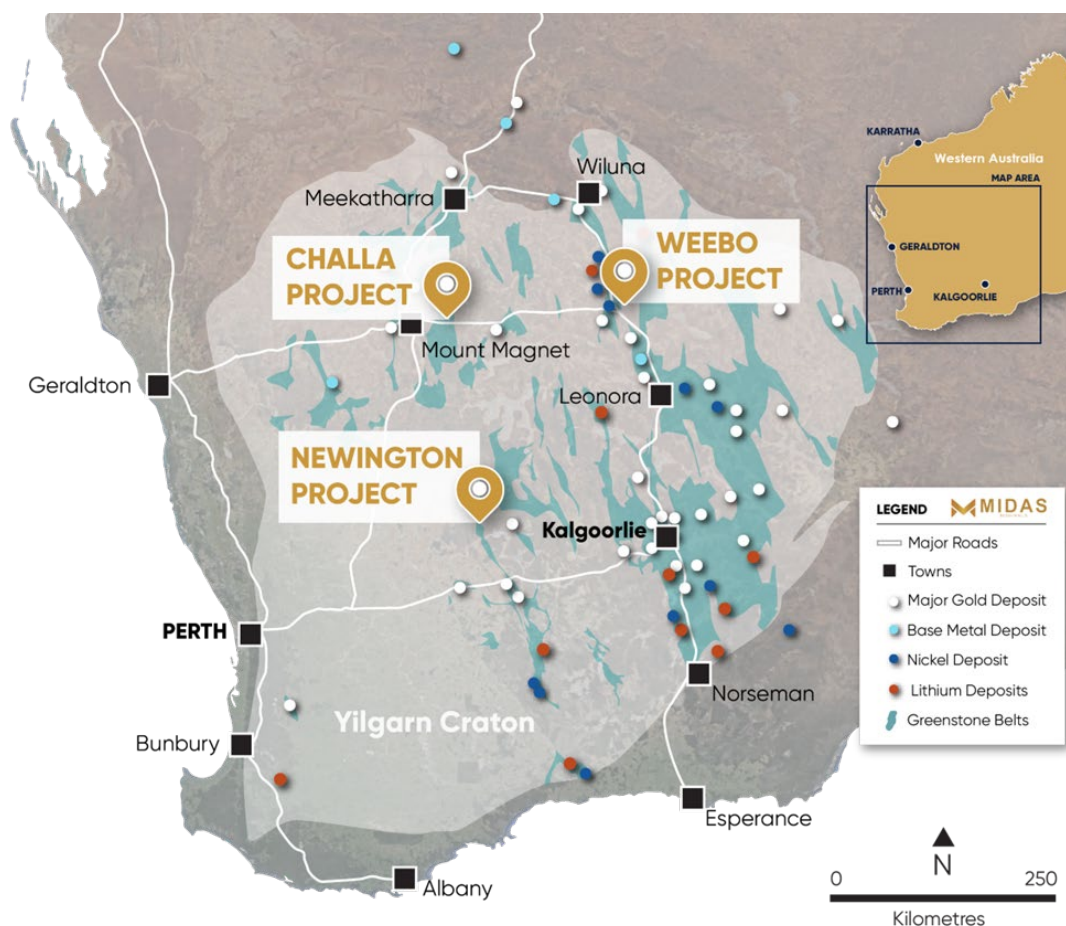 KARRATHA
Western Australia
MAP AREA
GERALDTON
PERTH
KALGOORLIE
Meekatharra
Wiluna
CHALLA
PROJECT
WEEBO
PROJECT
Mount Magnet
Geraldton
Leonora
NEWINGTON
PROJECT
Kalgoorlie
PERTH
Norseman
Yilgarn Craton
Bunbury
Esperance
Albany
LEGEND
MIDAS
Major Roads
Towns
Major Gold Deposit
Base Metal Deposit
Nickel Deposit
Lithium Deposits
Greenstone Belts
N
0
250
Kilometres